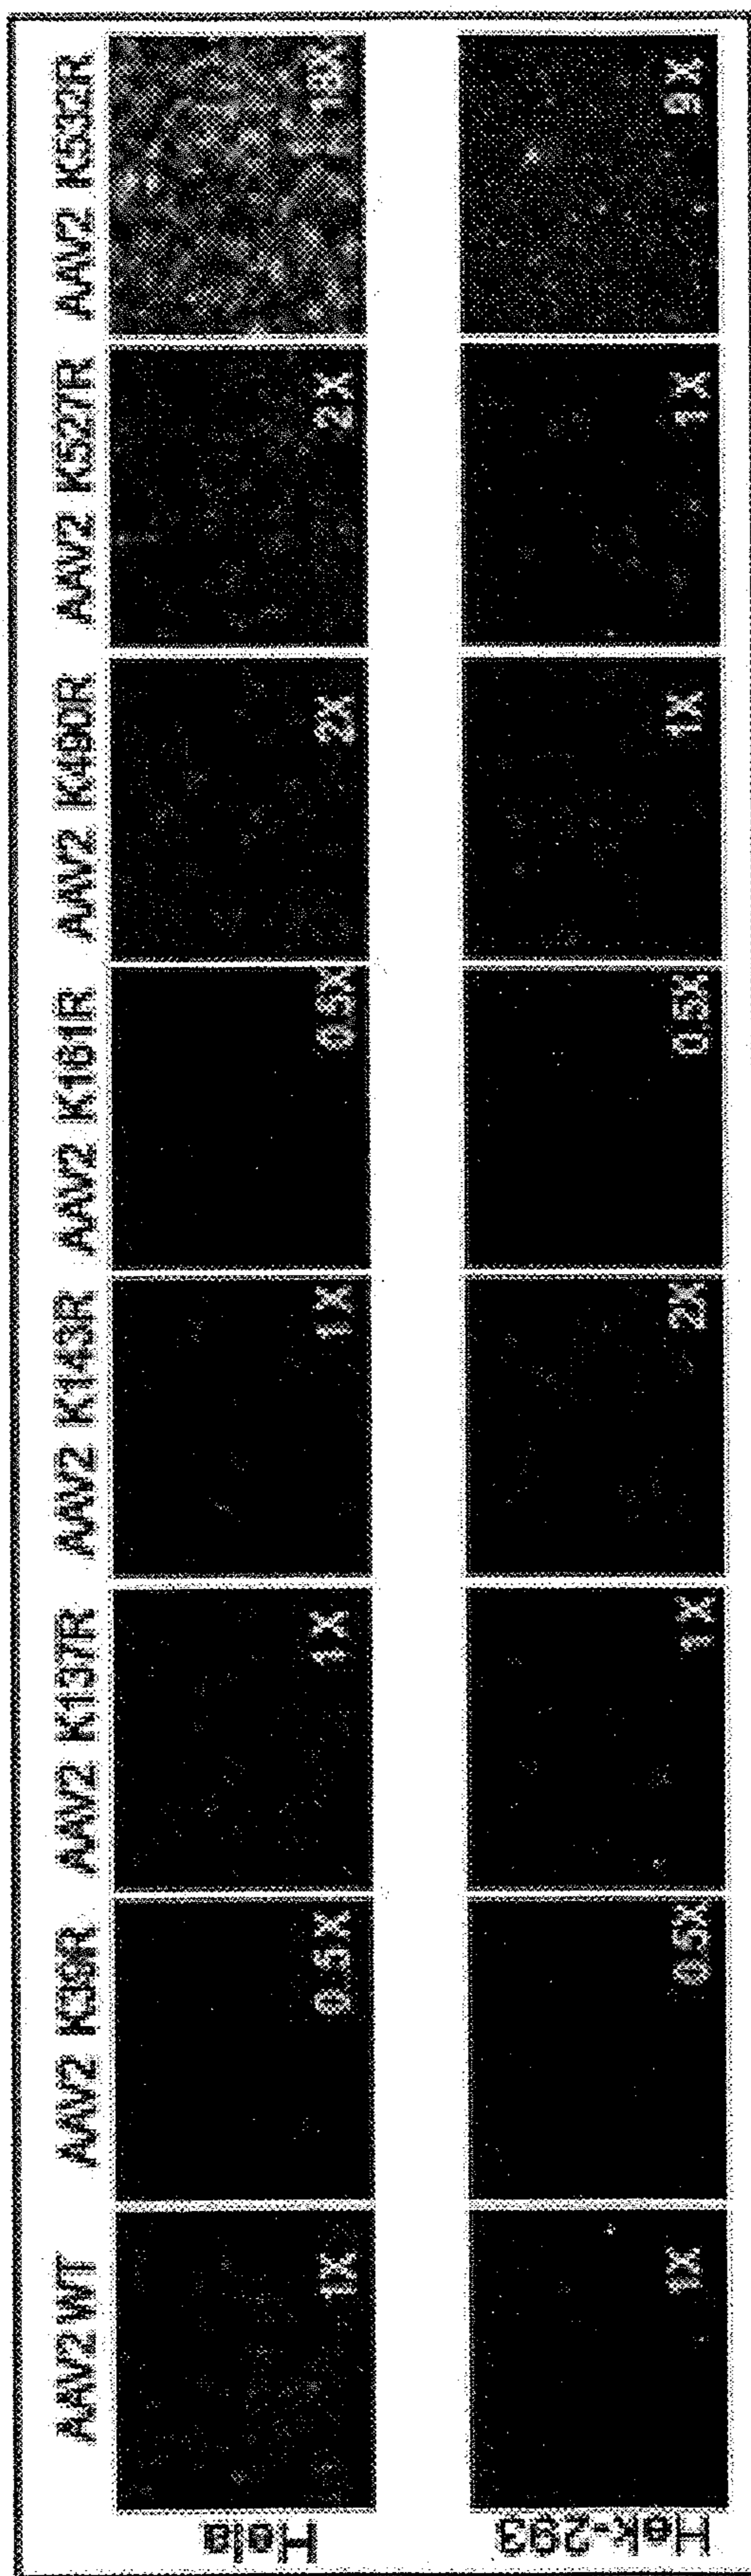 AAV2 WT AAV2 K39R AAV2 K137R AAV2 K143R AAV2 K161R AAV2 K490R AAV2 K527R AAV2 K532R
Hela 1X 0.5X 1X 1X 0.5X 2X 2X 18X
Hek-293 1X 0.5X 1X 2X 0.5X 1X 1X 9X